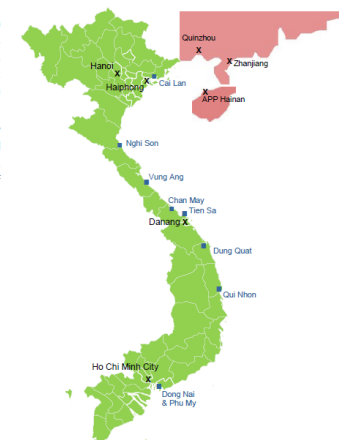 Quinzhou
Zhanjiang
Hanoi
Haiphong
Cai Lan
APP Hainan
Nghi Son
Vung Ang
Chan May
Tien Sa
Danang
Dung Quat
Qui Nhon
Ho Chi Minh City
Dong Nai
& Phu My